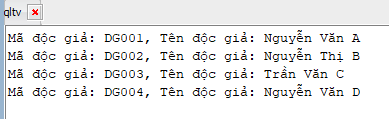 qltv
Mã độc giả: DG001, Tên độc giả: Nguyễn Văn A
Mã độc giả: DG002, Tên độc giả: Nguyễn Thị B
Mã độc giả: DG003, Tên độc giả: Trần Văn C
Mã độc giả: DG004, Tên độc giả: Nguyễn Văn D